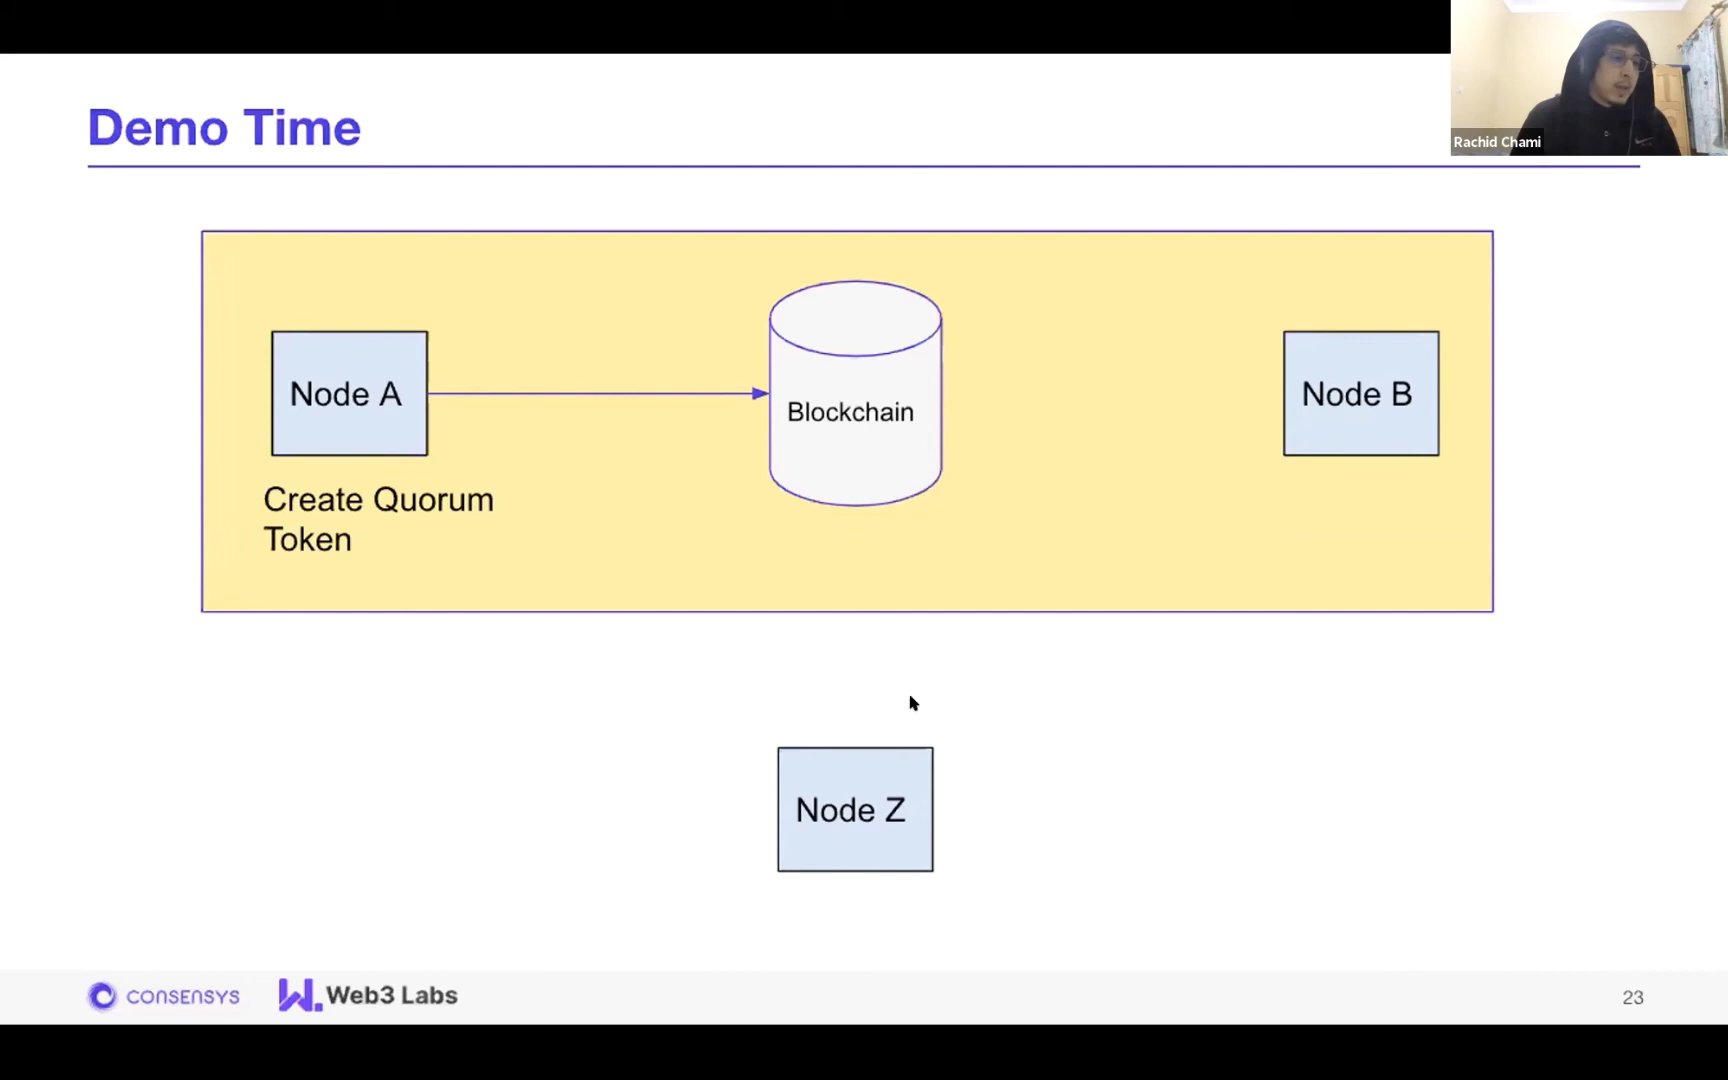 Demo Time
Rachid Chami
Node A
Blockchain
Node B
Create Quorum
Token
Node Z
CONSENSYS
W. Web3 Labs
23